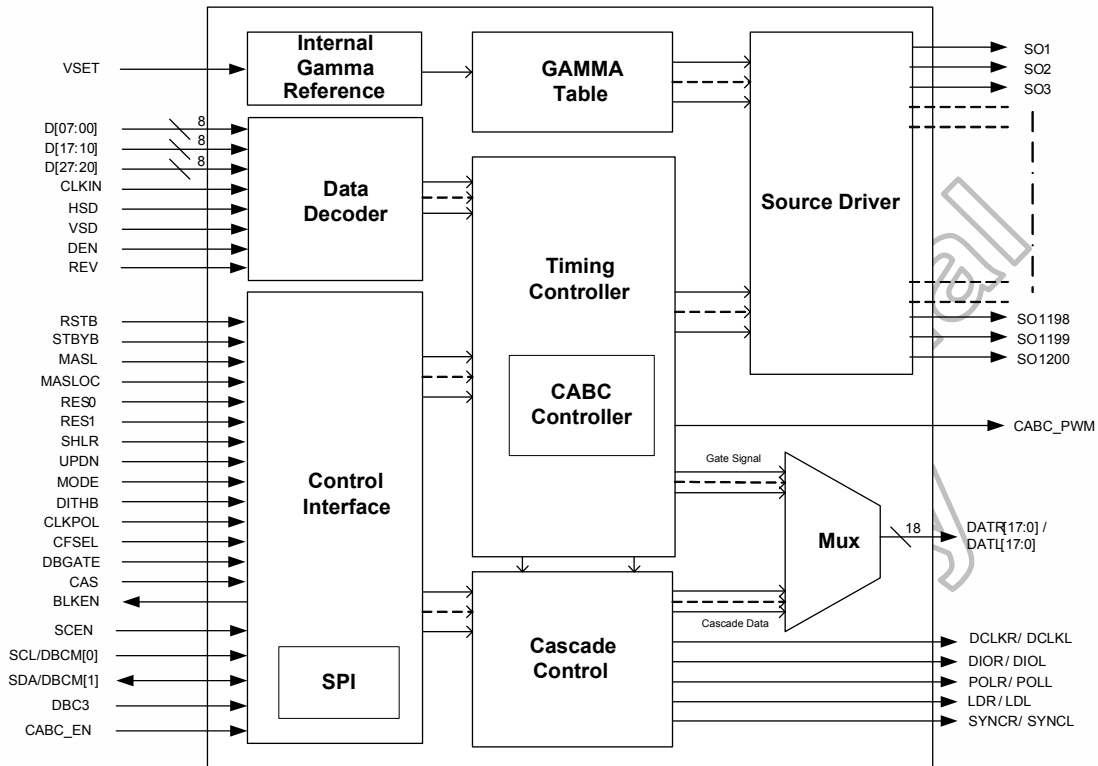 VSET
Internal
Gamma
Reference
GAMMA
Table
Source Driver
SO1
SO2
SO3
D[07:00]
8
D[17:10]
8
D[27:20]
8
CLKIN
HSD
VSD
DEN
REV
Data
Decoder
Timing
Controller
CABC
Controller
SO1198
SO1199
SO1200
CABC_PWM
RSTB
STBYB
MASL
MASLOC
RES0
RES1
SHLR
UPDN
MODE
DITHB
CLKPOL
CFSEL
DBGATE
CAS
BLKEN
SCEN
SCL/DBCM[0]
SDA/DBCM[1]
DBC3
CABC_EN
Control
Interface
SPI
Gate Signal
Mux
18
DATR[17:0] /
DATL[17:0]
Cascade Data
Cascade
Control
DCLKR/ DCLKL
DIOR/ DIOL
POLR/ POLL
LDR/ LDL
SYNCR/ SYNCL